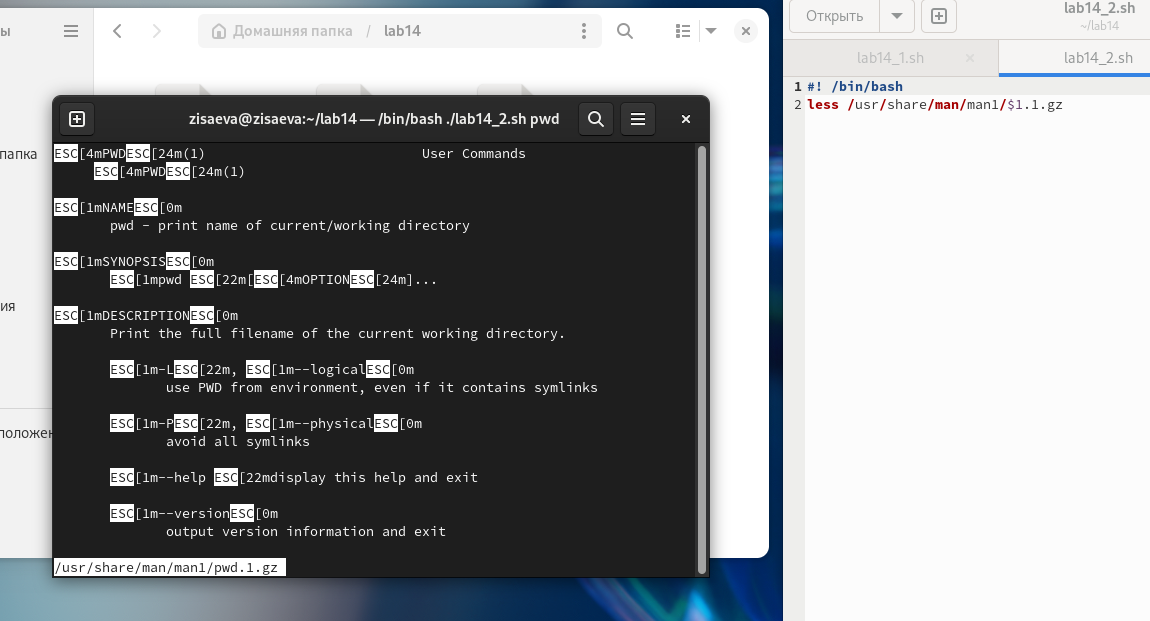 ы
Домашняя папка / lab14
папка
ия
положен
zisaeva@zisaeva:~/lab14 — /bin/bash ./lab14_2.sh pwd
ESC[4mPWDESC[24m(1) User Commands
ESC[4mPWDESC[24m(1)
ESC[1mNAMEESC[0m
pwd - print name of current/working directory
ESC[1mSYNOPSISESC[0m
ESC[1mpwd ESC[22m[ESC[4mOPTIONESC[24m]...
ESC[1mDESCRIPTIONESC[0m
Print the full filename of the current working directory.
ESC[1m-LESC[22m, ESC[1m--logicalESC[0m
use PWD from environment, even if it contains symlinks
ESC[1m-PESC[22m, ESC[1m--physicalESC[0m
avoid all symlinks
ESC[1m--help ESC[22mdisplay this help and exit
ESC[1m--versionESC[0m
output version information and exit
/usr/share/man/man1/pwd.1.gz
Открыть
lab14_2.sh
~/lab14
lab14_1.sh
lab14_2.sh
1 #! /bin/bash
2 less /usr/share/man/man1/$1.1.gz